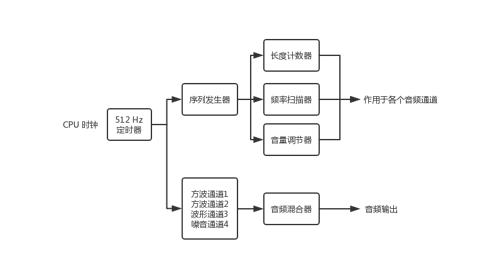 CPU 时钟
512 Hz
定时器
序列发生器
长度计数器
频率扫描器
音量调节器
作用于各个音频通道
方波通道1
方波通道2
波形通道3
噪音通道4
音频混合器
音频输出